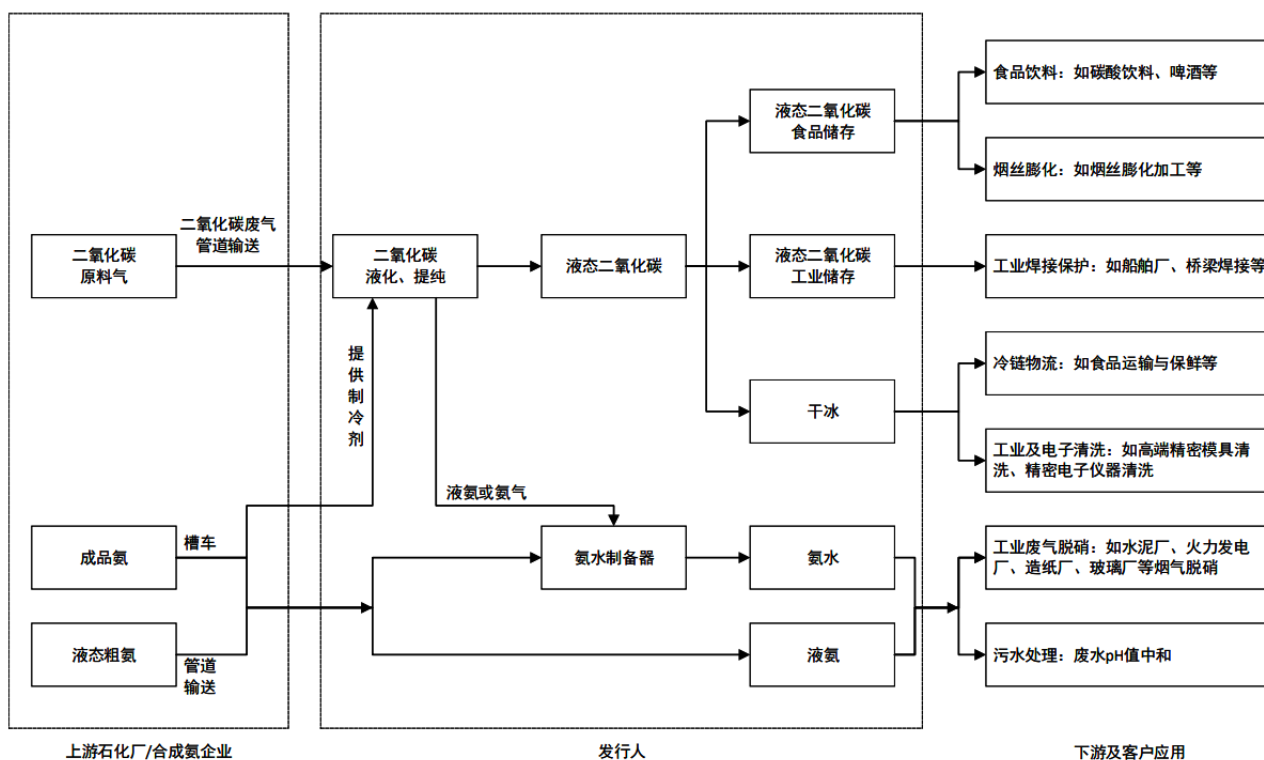 食品饮料：如碳酸饮料、啤酒等
液态二氧化碳
食品储存
烟丝膨化：如烟丝膨化加工等
二氧化碳废气
管道输送
二氧化碳
原料气
二氧化碳
液化、提纯
液态二氧化碳
液态二氧化碳
工业储存
工业焊接保护：如船舶厂、桥梁焊接等
提
供
制
冷
剂
冷链物流：如食品运输与保鲜等
干冰
工业及电子清洗：如高端精密模具清
洗、精密电子仪器清洗
液氨或氨气
成品氨
槽车
氨水制备器
氨水
工业废气脱硝：如水泥厂、火力发电
厂、造纸厂、玻璃厂等烟气脱硝
液态粗氨
管道
输送
液氨
污水处理：废水pH值中和
上游石化厂/合成氨企业
发行人
下游及客户应用